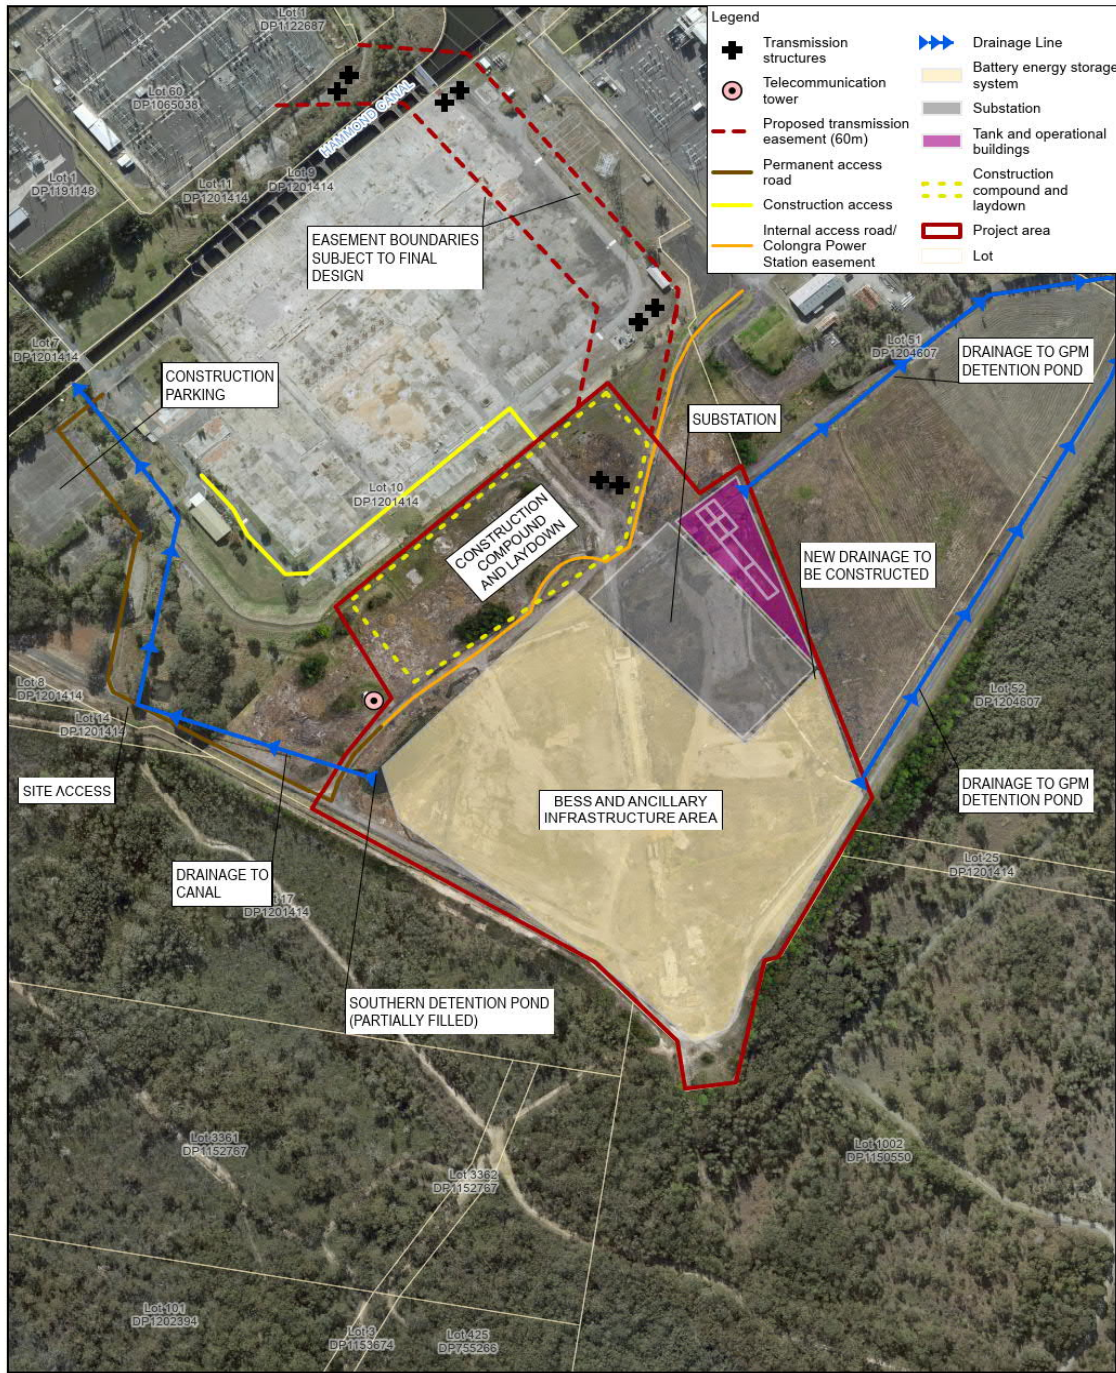 Legend
Transmission
structures
Telecommunication
tower
Proposed transmission
easement (60m)
Permanent access
road
Construction access
Internal access road/
Colongra Power
Station easement
Drainage Line
Battery energy storage
system
Substation
Tank and operational
buildings
Construction
compound and
laydown
Project area
Lot
Lot 1
DP1122687
Lot 60
DP1065038
Lot 1
DP1191148
Lot 11
DP1201414
Lot 9
DP1201414
HAMMOND CANAL
EASEMENT BOUNDARIES
SUBJECT TO FINAL
DESIGN
Lot 7
DP1201414
CONSTRUCTION
PARKING
Lot 51
DP1204607
DRAINAGE TO GPM
DETENTION POND
SUBSTATION
Lot 10
DP1201414
CONSTRUCTION
COMPOUND
AND LAYDOWN
NEW DRAINAGE TO
BE CONSTRUCTED
Lot 8
DP1201414
Lot 14
DP1201414
Lot 52
DP1204607
SITE ACCESS
BESS AND ANCILLARY
INFRASTRUCTURE AREA
DRAINAGE TO GPM
DETENTION POND
Lot 25
DP1201414
DRAINAGE TO
CANAL
17
DP1201414
SOUTHERN DETENTION POND
(PARTIALLY FILLED)
Lot 3361
DP1152767
Lot 3362
DP1152767
Lot 1002
DP1150550
Lot 101
DP1202394
Lot 3
DP1153674
Lot 425
DP755266